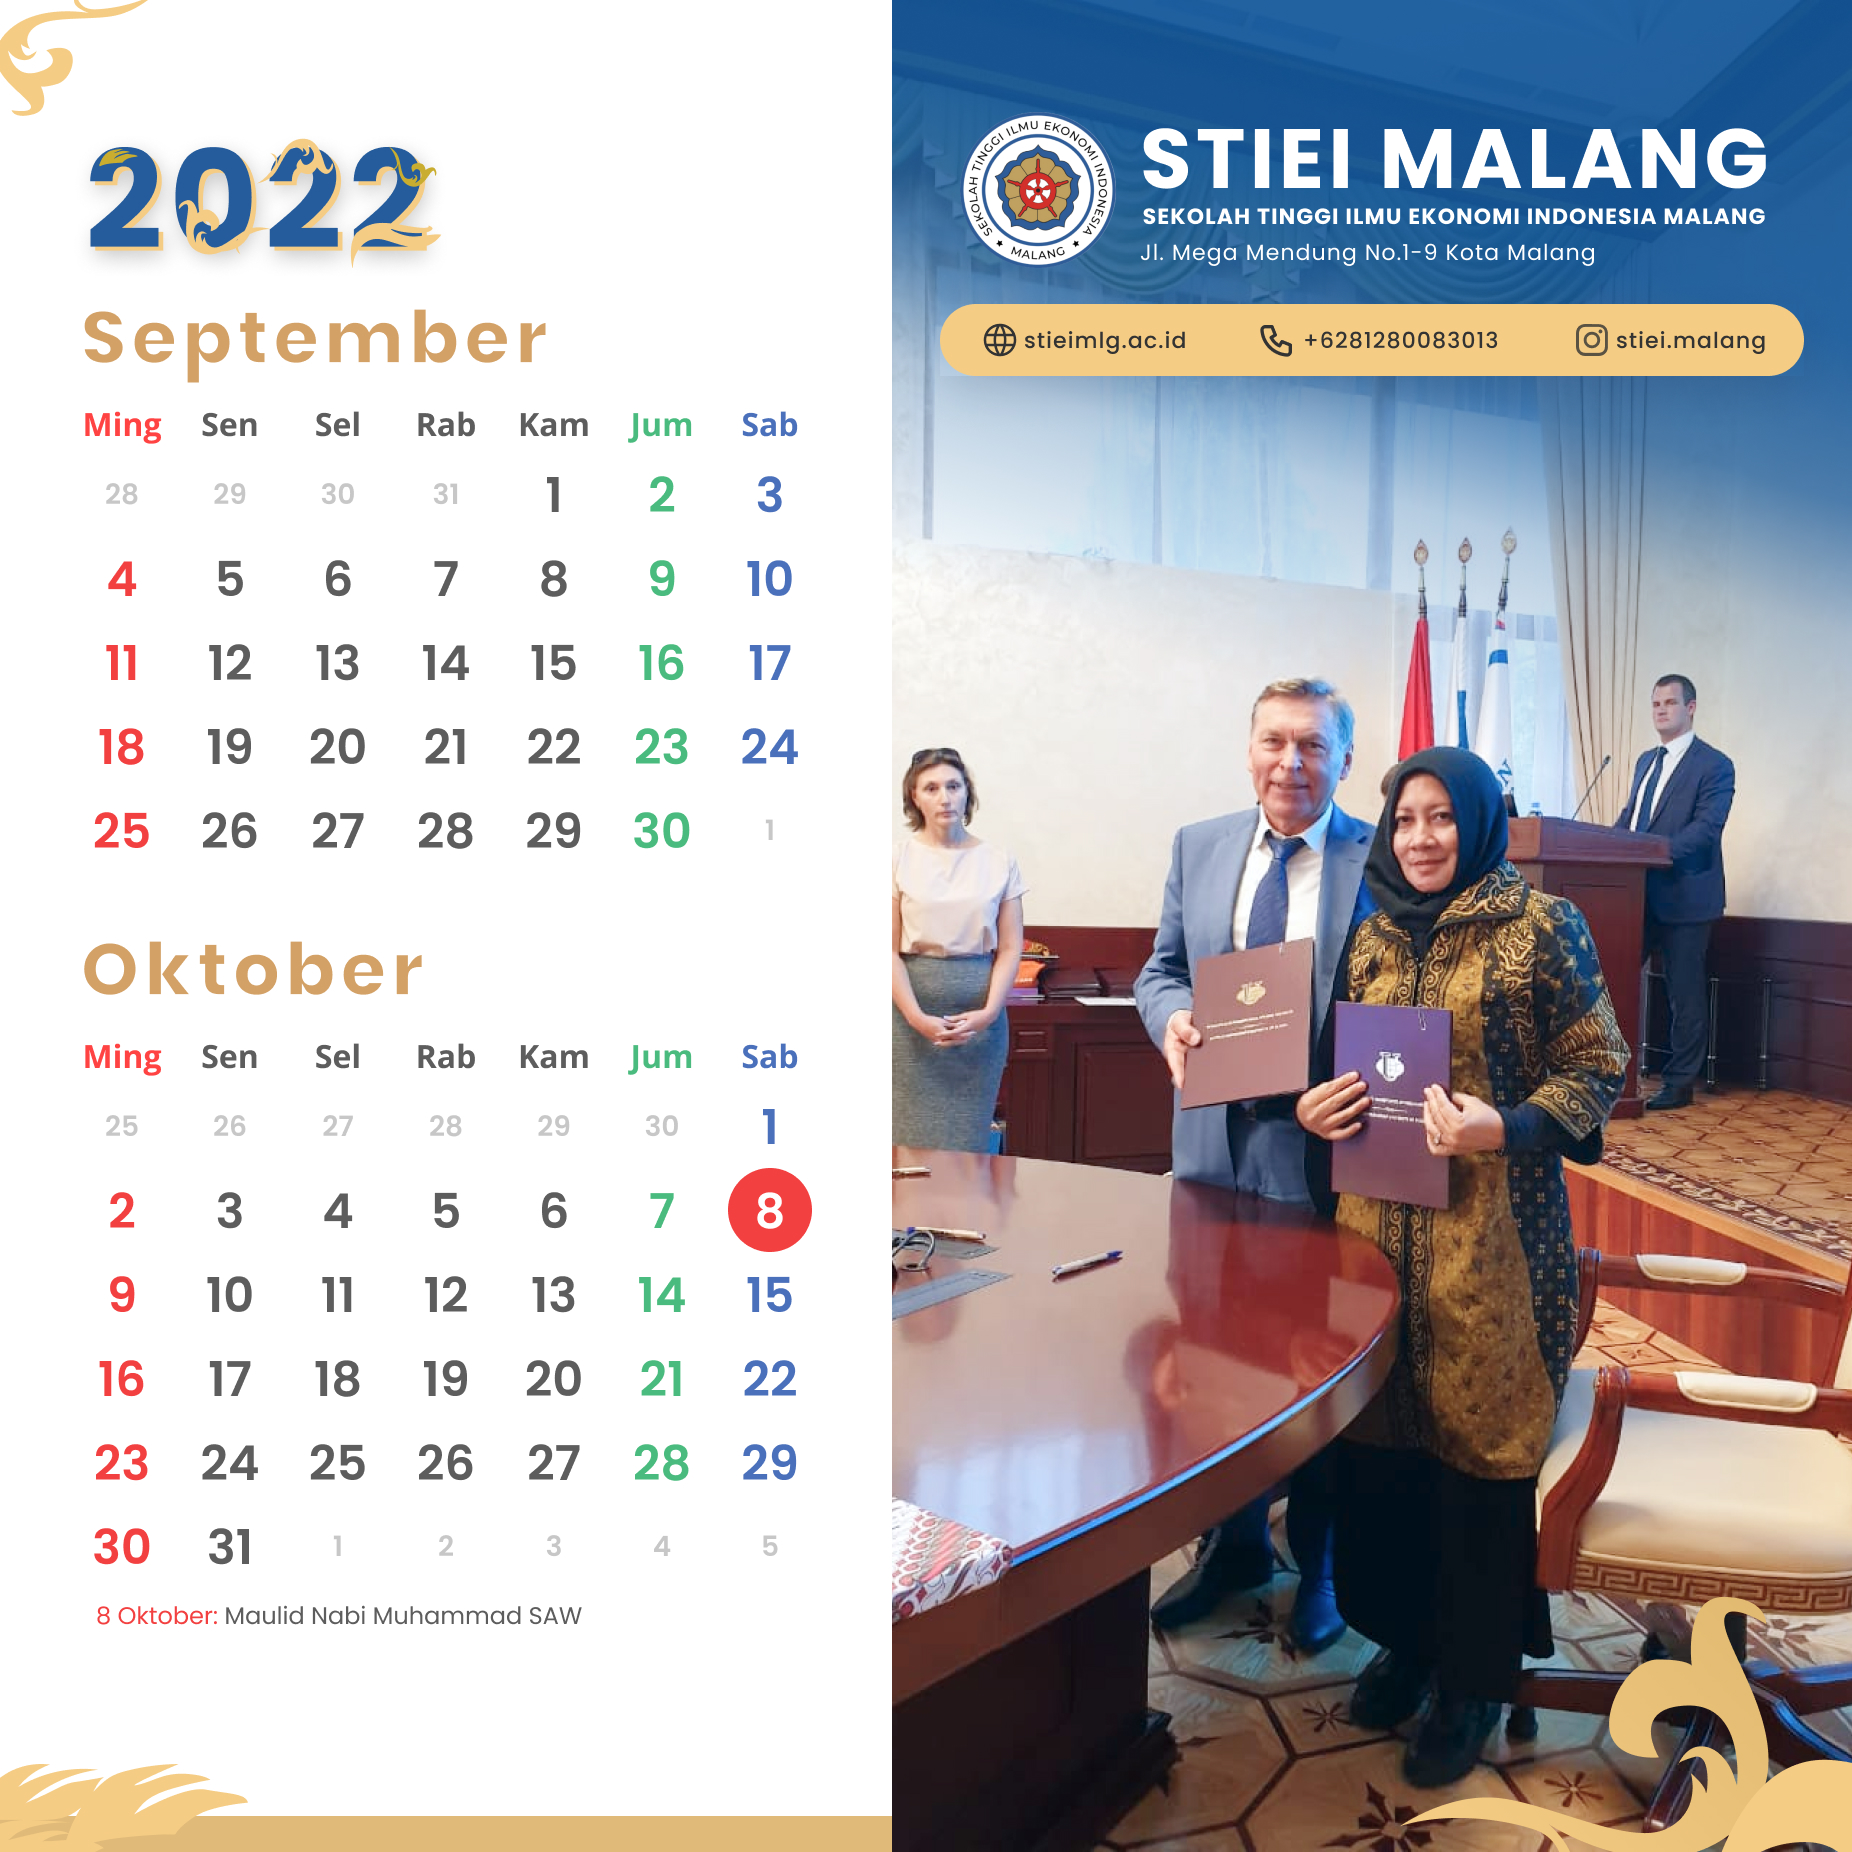 2022
September
Ming Sen Sel Rab Kam Jum Sab
28 29 30 31 1 2 3
4 5 6 7 8 9 10
11 12 13 14 15 16 17
18 19 20 21 22 23 24
25 26 27 28 29 30 1
Oktober
Ming Sen Sel Rab Kam Jum Sab
25 26 27 28 29 30 1
2 3 4 5 6 7 8
9 10 11 12 13 14 15
16 17 18 19 20 21 22
23 24 25 26 27 28 29
30 31 1 2 3 4 5
8 Oktober: Maulid Nabi Muhammad SAW
SEKOLAH TINGGI ILMU EKONOMI INDONESIA
MALANG
STIEI MALANG
SEKOLAH TINGGI ILMU EKONOMI INDONESIA MALANG
Jl. Mega Mendung No.1-9 Kota Malang
stieimlg.ac.id +6281280083013 stiei.malang